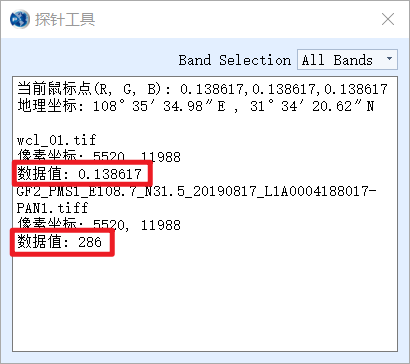 探针工具
Band Selection All Bands
当前鼠标点(R, G, B): 0.138617,0.138617,0.138617
地理坐标: 108°35′34.98″E , 31°34′20.62″N
wcl_01.tif
像素坐标: 5520, 11988
数据值: 0.138617
GF2_PMS1_E108.7_N31.5_20190817_L1A0004188017-
PAN1.tiff
像素坐标: 5520, 11988
数据值: 286